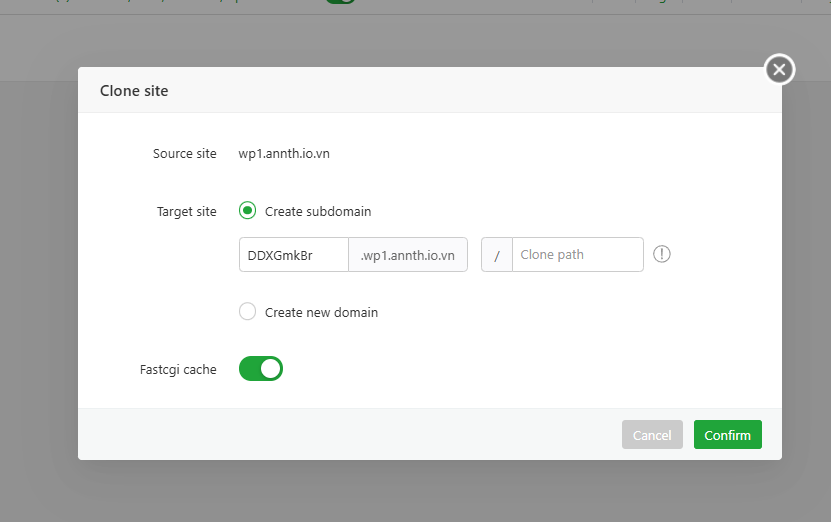 Clone site
Source site wp1.annth.io.vn
Target site Create subdomain
DDXGmkBr .wp1.annth.io.vn / Clone path
Create new domain
Fastcgi cache
Cancel Confirm